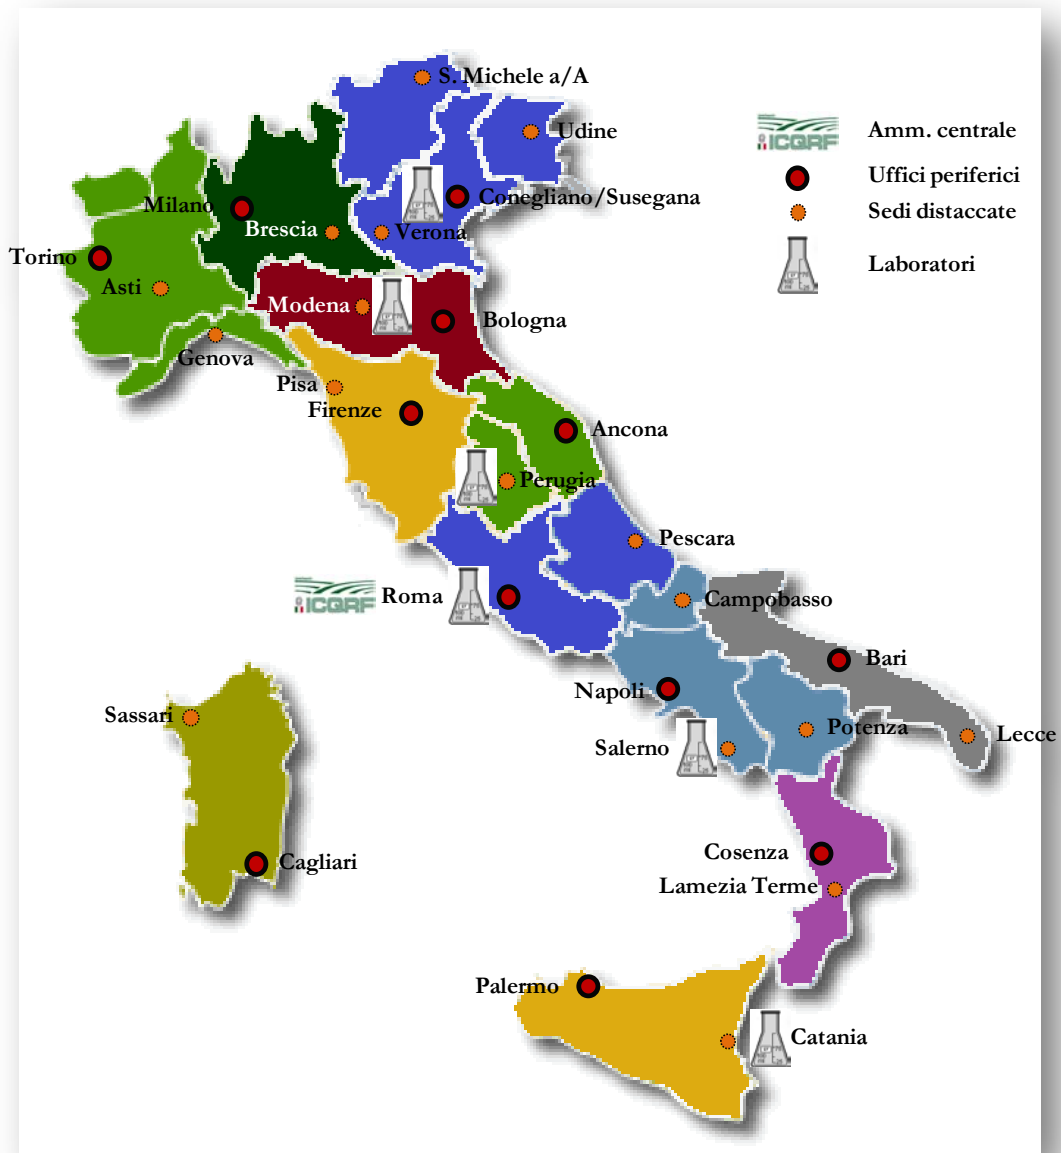 S. Michele a/A
Udine
ICQRF
Amm. centrale
Uffici periferici
Sedi distaccate
Laboratori
Milano
Conegliano/Susegana
Brescia
Verona
Torino
Asti
Modena
Bologna
Genova
Pisa
Firenze
Ancona
Perugia
Pescara
ICQRF
Roma
Campobasso
Bari
Napoli
Sassari
Potenza
Lecce
Salerno
Cosenza
Cagliari
Lamezia Terme
Palermo
Catania